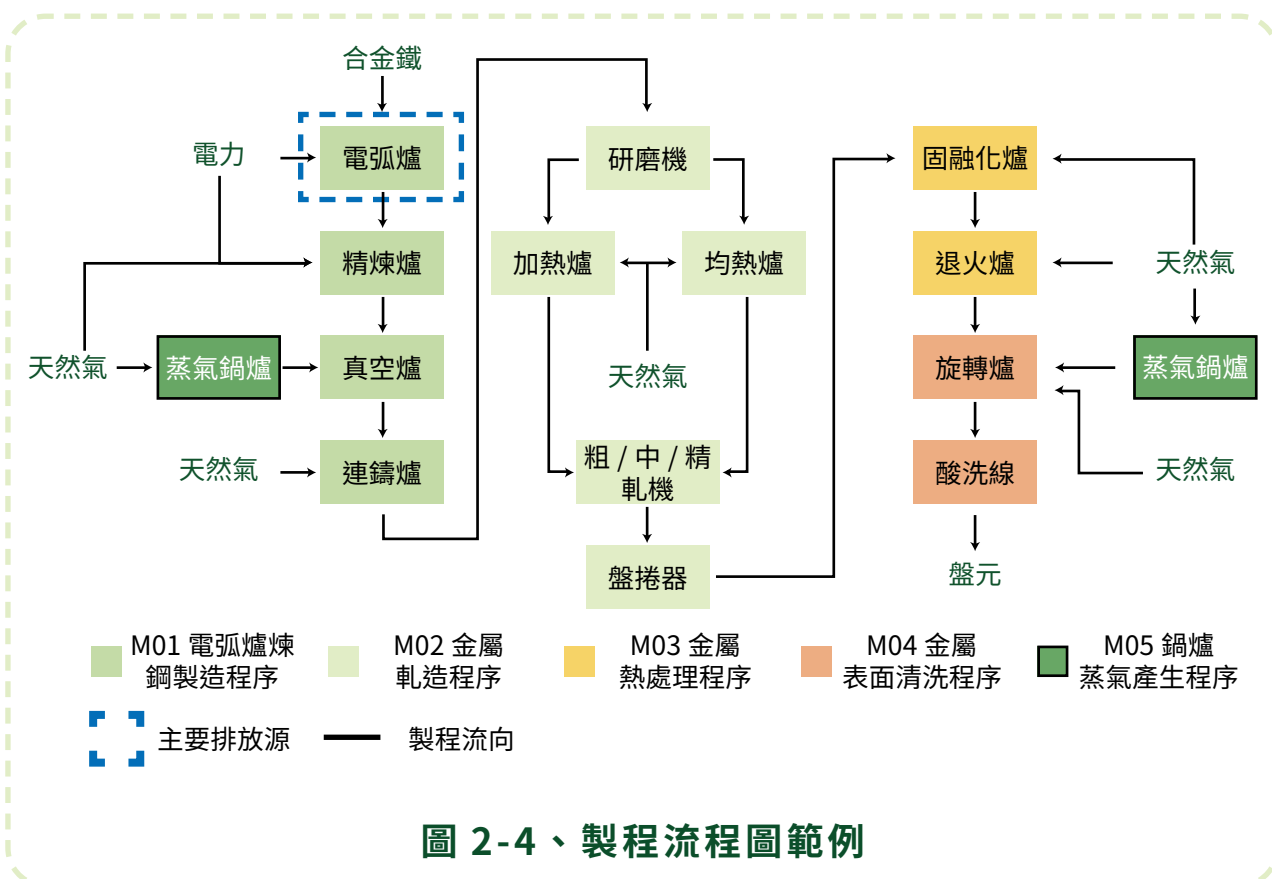 合金鐵
電力
電弧爐
精煉爐
天然氣
蒸氣鍋爐
真空爐
天然氣
連鑄爐
研磨機
加熱爐
均熱爐
天然氣
粗 / 中 / 精
軋機
盤捲器
固融化爐
退火爐
天然氣
旋轉爐
蒸氣鍋爐
酸洗線
天然氣
盤元
M01 電弧爐煉
鋼製造程序
M02 金屬
軋造程序
M03 金屬
熱處理程序
M04 金屬
表面清洗程序
M05 鍋爐
蒸氣產生程序
主要排放源
製程流向
圖 2-4、製程流程圖範例